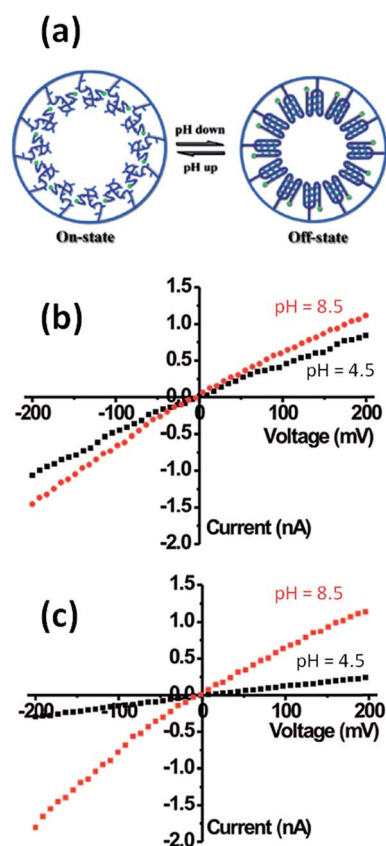 (a)
pH down
pH up
On-state
Off-state
(b)
1.5
1.0
0.5
0.0
-0.5
-1.0
-1.5
-2.0
-200
-100
0
100
200
pH = 8.5
pH = 4.5
Voltage (mV)
Current (nA)
(c)
1.5
1.0
0.5
0.0
-0.5
-1.0
-1.5
-2.0
-200
-100
0
100
200
pH = 8.5
pH = 4.5
Voltage (mV)
Current (nA)